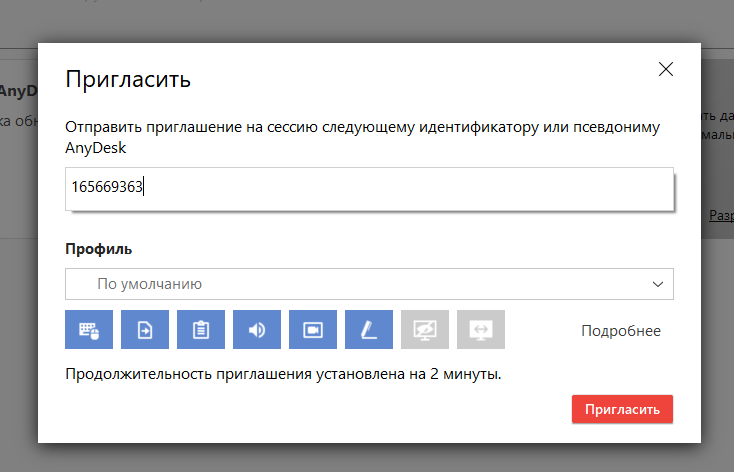 Пригласить
AnyD
Отправить приглашение на сессию следующему идентификатору или псевдониму
AnyDesk
165669363
Профиль
По умолчанию
Подробнее
Продолжительность приглашения установлена на 2 минуты.
Пригласить